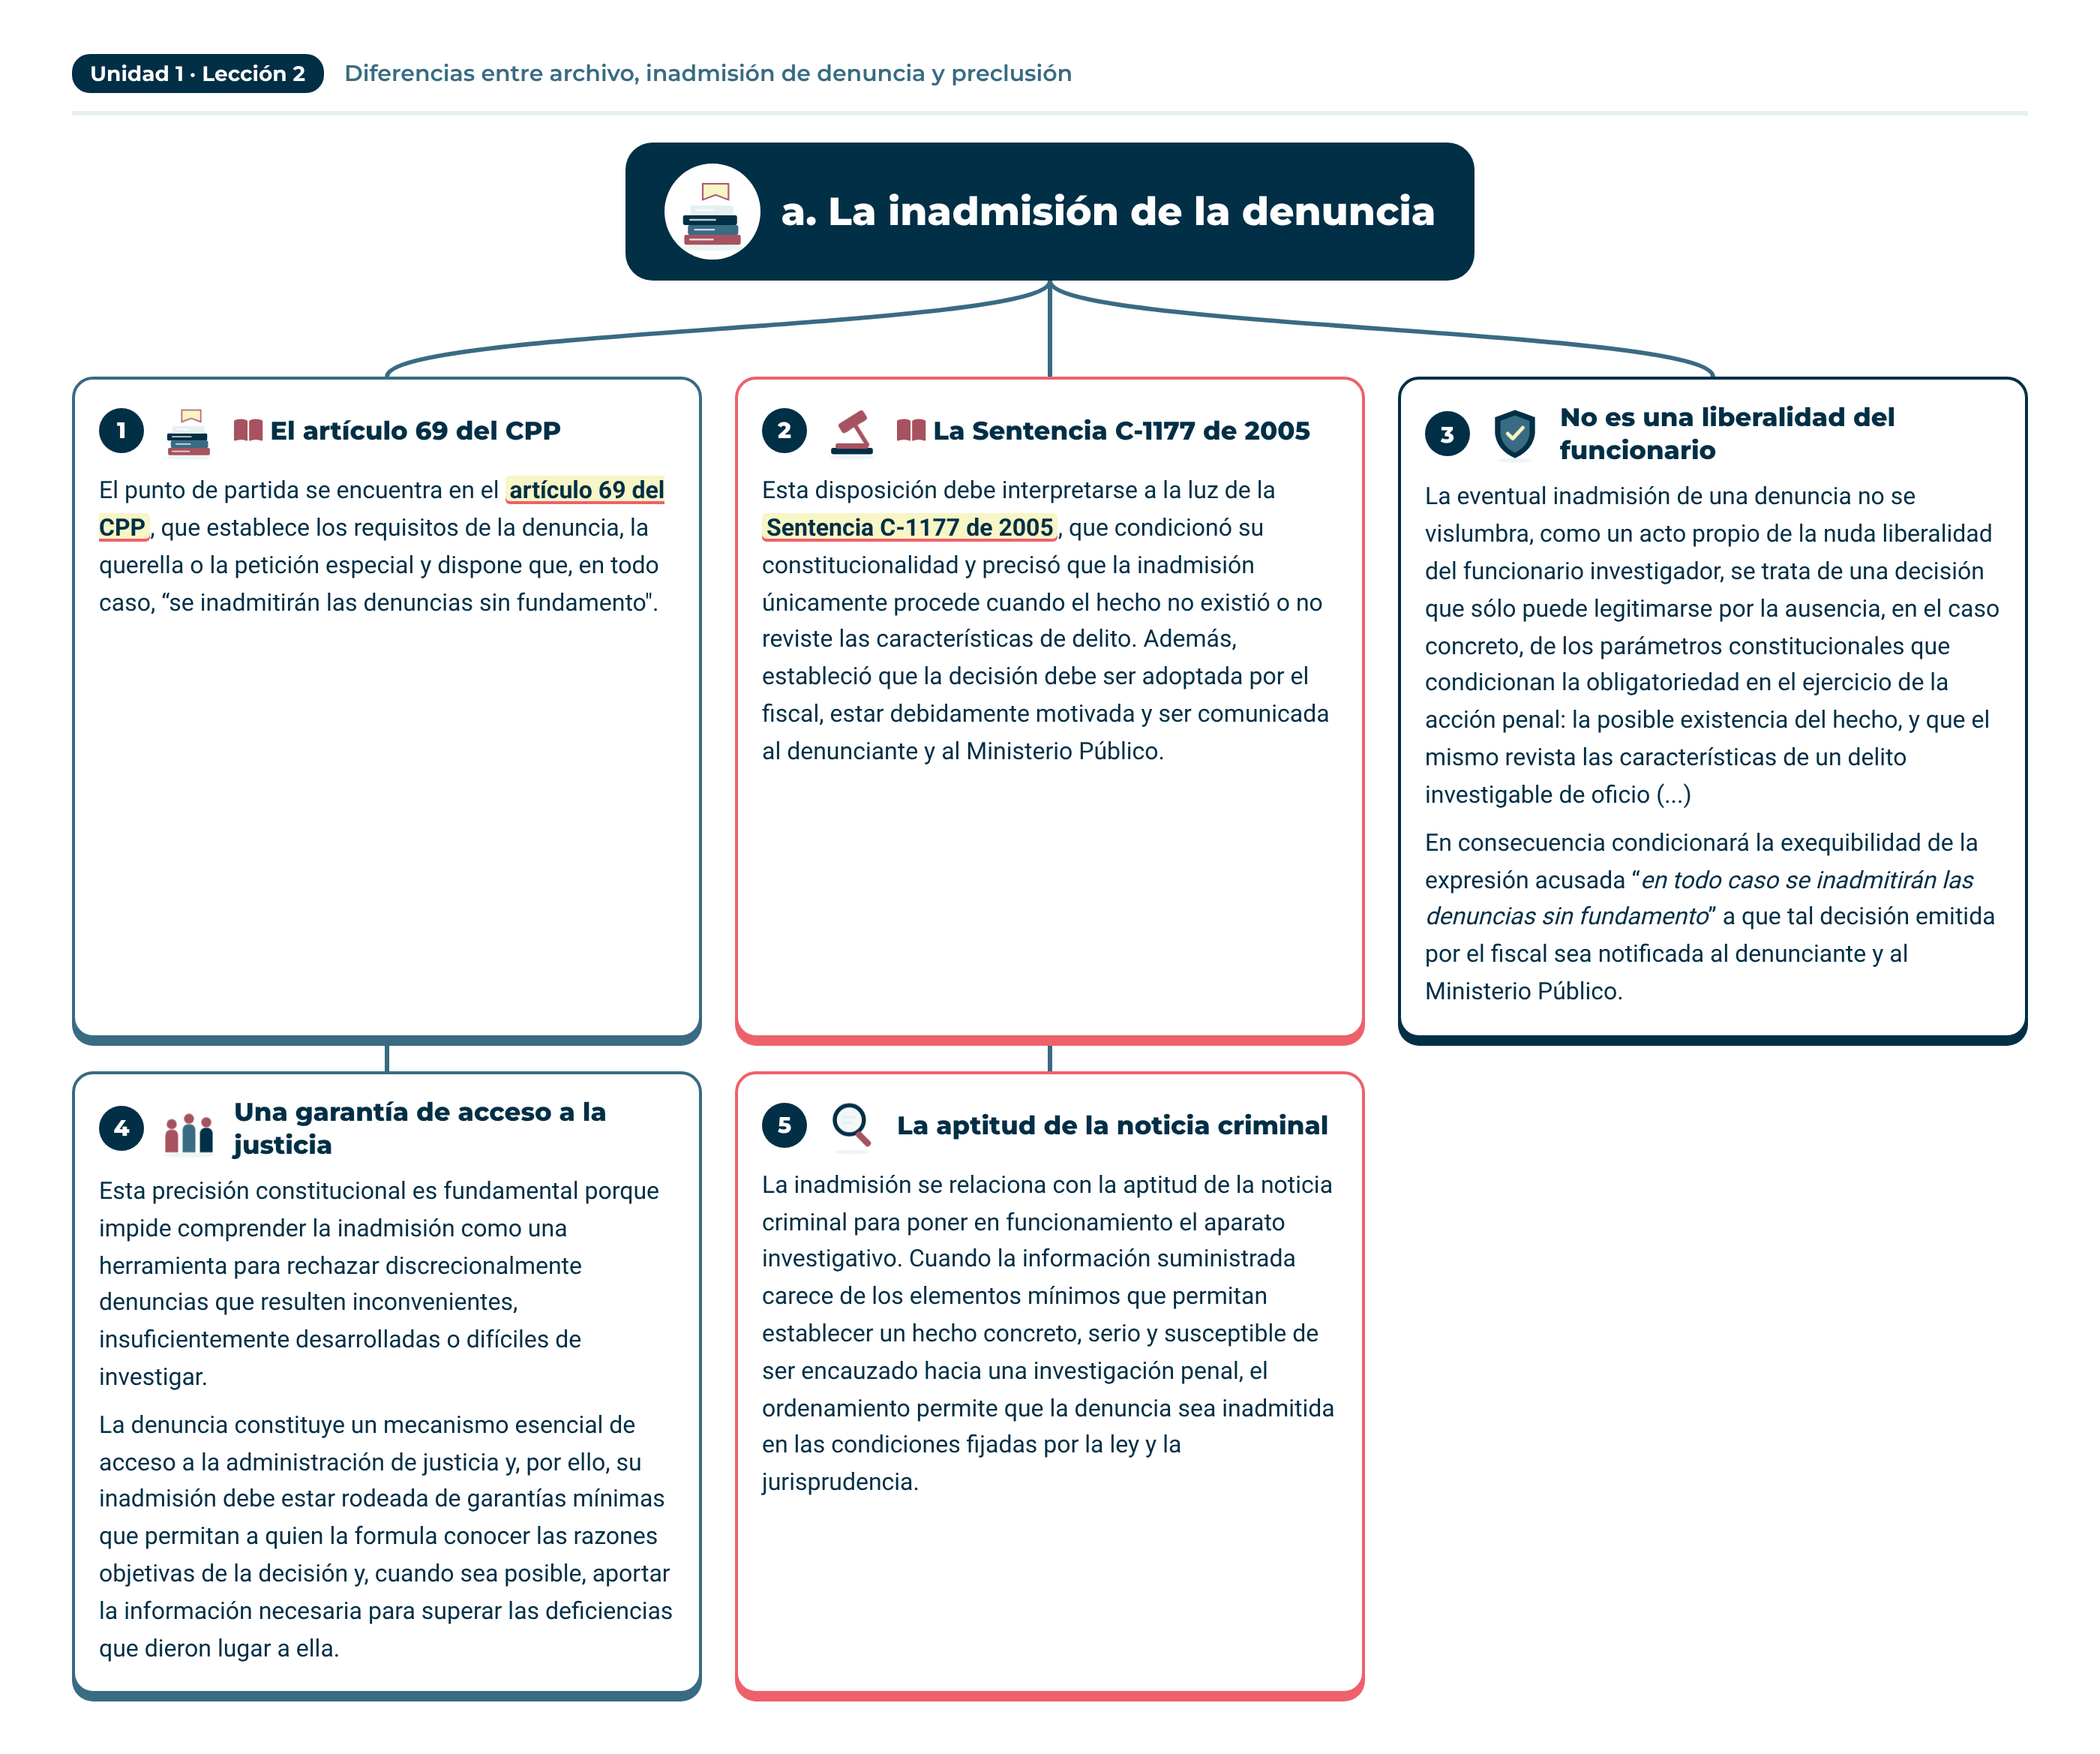 Unidad 1 · Lección 2
Diferencias entre archivo, inadmisión de denuncia y preclusión
a. La inadmisión de la denuncia
1
El artículo 69 del CPP
El punto de partida se encuentra en el artículo 69 del
CPP, que establece los requisitos de la denuncia, la
querella o la petición especial y dispone que, en todo
caso, “se inadmitirán las denuncias sin fundamento".
2
La Sentencia C-1177 de 2005
Esta disposición debe interpretarse a la luz de la
Sentencia C-1177 de 2005, que condicionó su
constitucionalidad y precisó que la inadmisión
únicamente procede cuando el hecho no existió o no
reviste las características de delito. Además,
estableció que la decisión debe ser adoptada por el
fiscal, estar debidamente motivada y ser comunicada
al denunciante y al Ministerio Público.
3
No es una liberalidad del
funcionario
La eventual inadmisión de una denuncia no se
vislumbra, como un acto propio de la nuda liberalidad
del funcionario investigador, se trata de una decisión
que sólo puede legitimarse por la ausencia, en el caso
concreto, de los parámetros constitucionales que
condicionan la obligatoriedad en el ejercicio de la
acción penal: la posible existencia del hecho, y que el
mismo revista las características de un delito
investigable de oficio (...)
En consecuencia condicionará la exequibilidad de la
expresión acusada “en todo caso se inadmitirán las
denuncias sin fundamento” a que tal decisión emitida
por el fiscal sea notificada al denunciante y al
Ministerio Público.
4
Una garantía de acceso a la
justicia
Esta precisión constitucional es fundamental porque
impide comprender la inadmisión como una
herramienta para rechazar discrecionalmente
denuncias que resulten inconvenientes,
insuficientemente desarrolladas o difíciles de
investigar.
La denuncia constituye un mecanismo esencial de
acceso a la administración de justicia y, por ello, su
inadmisión debe estar rodeada de garantías mínimas
que permitan a quien la formula conocer las razones
objetivas de la decisión y, cuando sea posible, aportar
la información necesaria para superar las deficiencias
que dieron lugar a ella.
5
La aptitud de la noticia criminal
La inadmisión se relaciona con la aptitud de la noticia
criminal para poner en funcionamiento el aparato
investigativo. Cuando la información suministrada
carece de los elementos mínimos que permitan
establecer un hecho concreto, serio y susceptible de
ser encauzado hacia una investigación penal, el
ordenamiento permite que la denuncia sea inadmitida
en las condiciones fijadas por la ley y la
jurisprudencia.